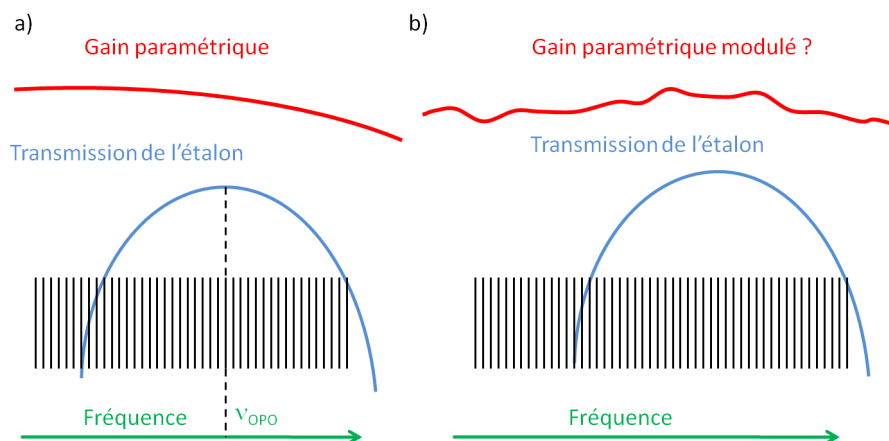 a)
Gain paramétrique
Transmission de l'étalon
Fréquence
νOPO
b)
Gain paramétrique modulé ?
Transmission de l'étalon
Fréquence